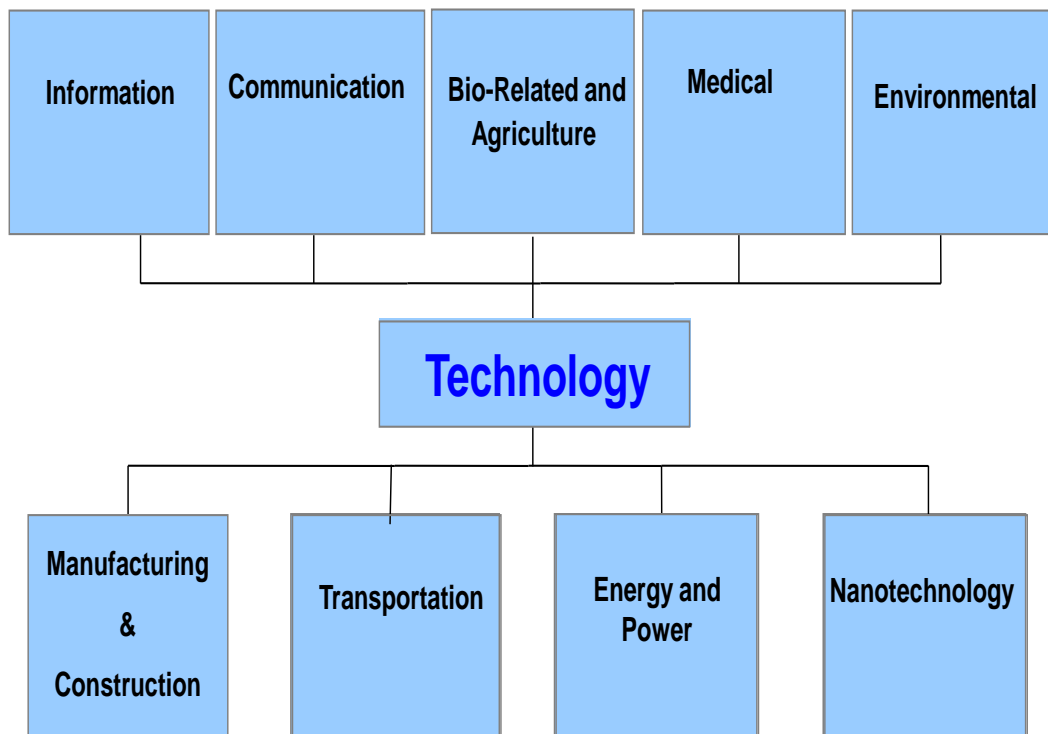 Information
Communication
Bio-Related and
Agriculture
Medical
Environmental
Technology
Manufacturing
&
Construction
Transportation
Energy and
Power
Nanotechnology